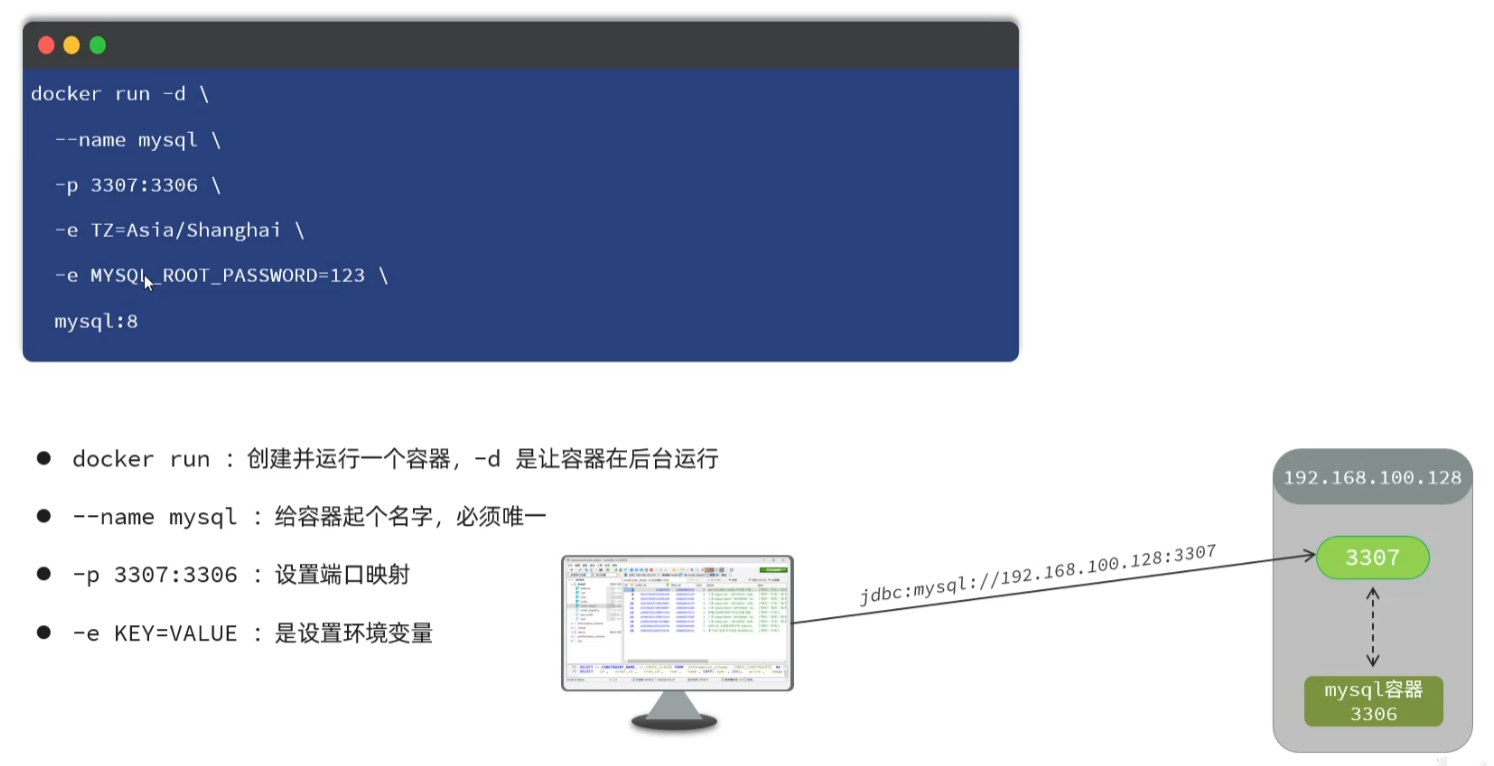 docker run -d \
--name mysql \
-p 3307:3306 \
-e TZ=Asia/Shanghai \
-e MYSQL_ROOT_PASSWORD=123 \
mysql:8
● docker run : 创建并运行一个容器，-d 是让容器在后台运行
● --name mysql : 给容器起个名字，必须唯一
● -p 3307:3306 : 设置端口映射
● -e KEY=VALUE : 是设置环境变量
jdbc:mysql://192.168.100.128:3307
192.168.100.128
3307
mysql容器
3306